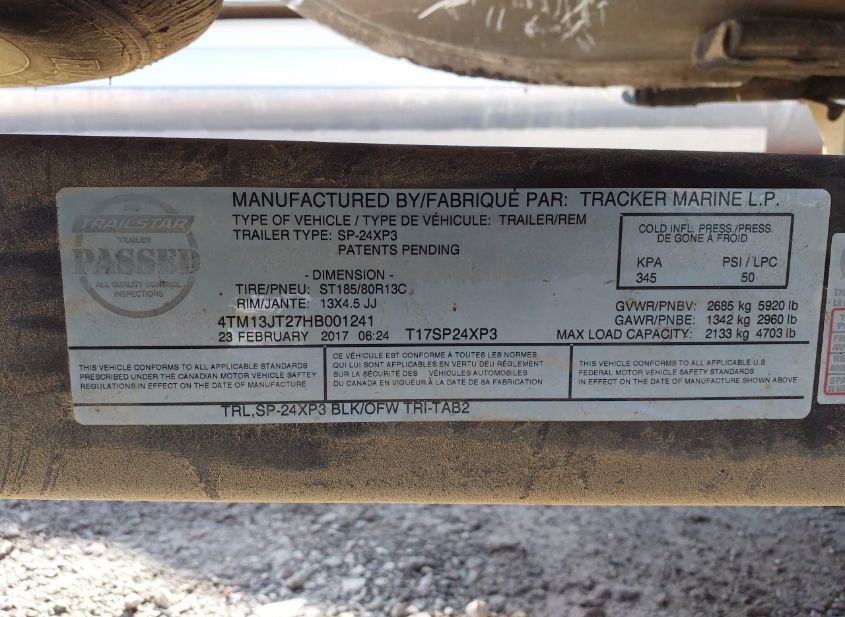 TRAILSTAR
TRAILER
PASSED
ALL QUALITY CONTROL
INSPECTIONS
MANUFACTURED BY/FABRIQUÉ PAR: TRACKER MARINE L.P.
TYPE OF VEHICLE / TYPE DE VÉHICULE: TRAILER/REM
TRAILER TYPE: SP-24XP3
PATENTS PENDING
COLD INFL. PRESS./PRESS.
DE GONE A FROID
KPA PSI / LPC
345 50
- DIMENSION -
TIRE/PNEU: ST185/80R13C
RIM/JANTE: 13X4.5 JJ
GVWR/PNBV: 2685 kg 5920 lb
GAWR/PNBE: 1342 kg 2960 lb
MAX LOAD CAPACITY: 2133 kg 4703 lb
4TM13JT27HB001241
23 FEBRUARY 2017 06:24 T17SP24XP3
THIS VEHICLE CONFORMS TO ALL APPLICABLE STANDARDS
PRESCRIBED UNDER THE CANADIAN MOTOR VEHICLE SAFTEY
REGULATIONS IN EFFECT ON THE DATE OF MANUFACTURE
CE VÉHICULE EST CONFORME À TOUTES LES NORMES
QUI LUI SONT APPLICABLES EN VERTU DU RÉGLEMENT
SUR LA SÉCURITÉ DES VÉHICULES AUTOMOBILES
DU CANADA EN VIGUEUR À LA DATE DE SA FABRICATION
THIS VEHICLE CONFORMS TO ALL APPLICABLE U.S.
FEDERAL MOTOR VEHICLE SAFETY STANDARDS
IN EFFECT ON THE DATE OF MANUFACTURE SHOWN ABOVE
TRL,SP-24XP3 BLK/OFW TRI-TAB2